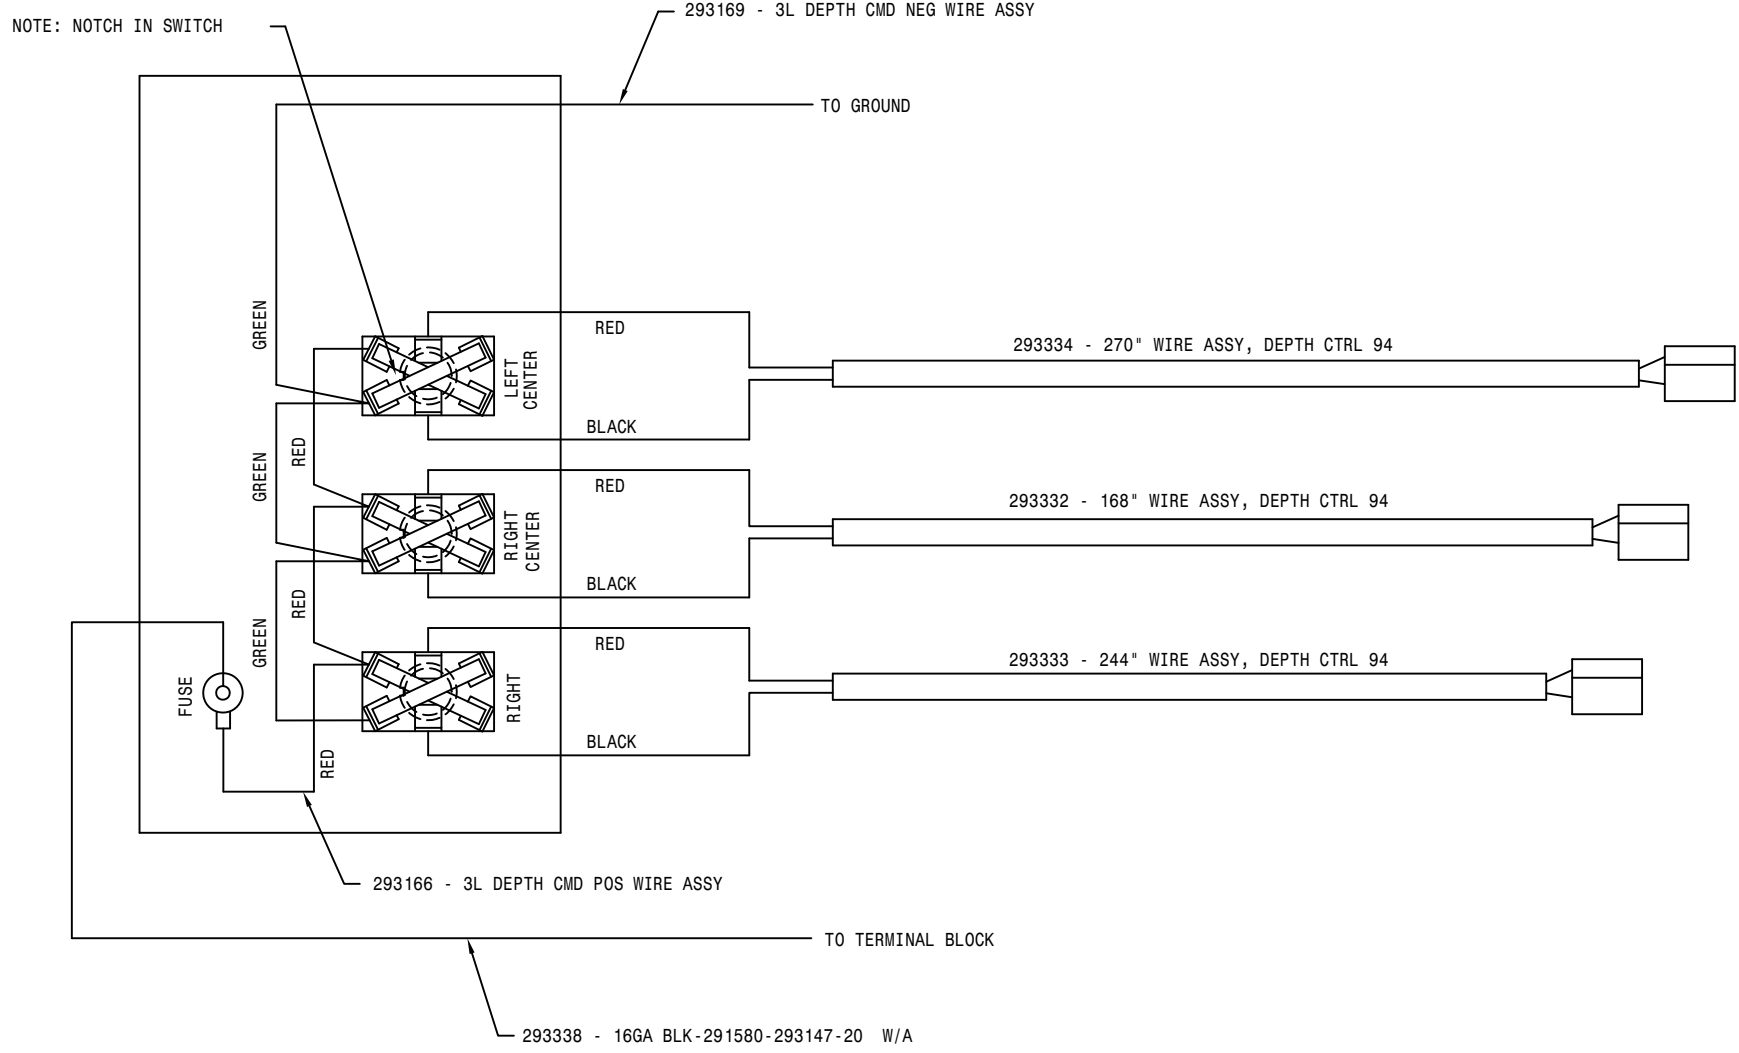 293169 - 3L DEPTH CMD NEG WIRE ASSY
NOTE: NOTCH IN SWITCH
TO GROUND
GREEN
RED
LEFT
CENTER
293334 - 270" WIRE ASSY, DEPTH CTRL 94
BLACK
RED
GREEN
RED
RIGHT
CENTER
293332 - 168" WIRE ASSY, DEPTH CTRL 94
BLACK
RED
GREEN
RED
FUSE
RIGHT
293333 - 244" WIRE ASSY, DEPTH CTRL 94
BLACK
RED
293166 - 3L DEPTH CMD POS WIRE ASSY
TO TERMINAL BLOCK
293338 - 16GA BLK-291580-293147-20 W/A